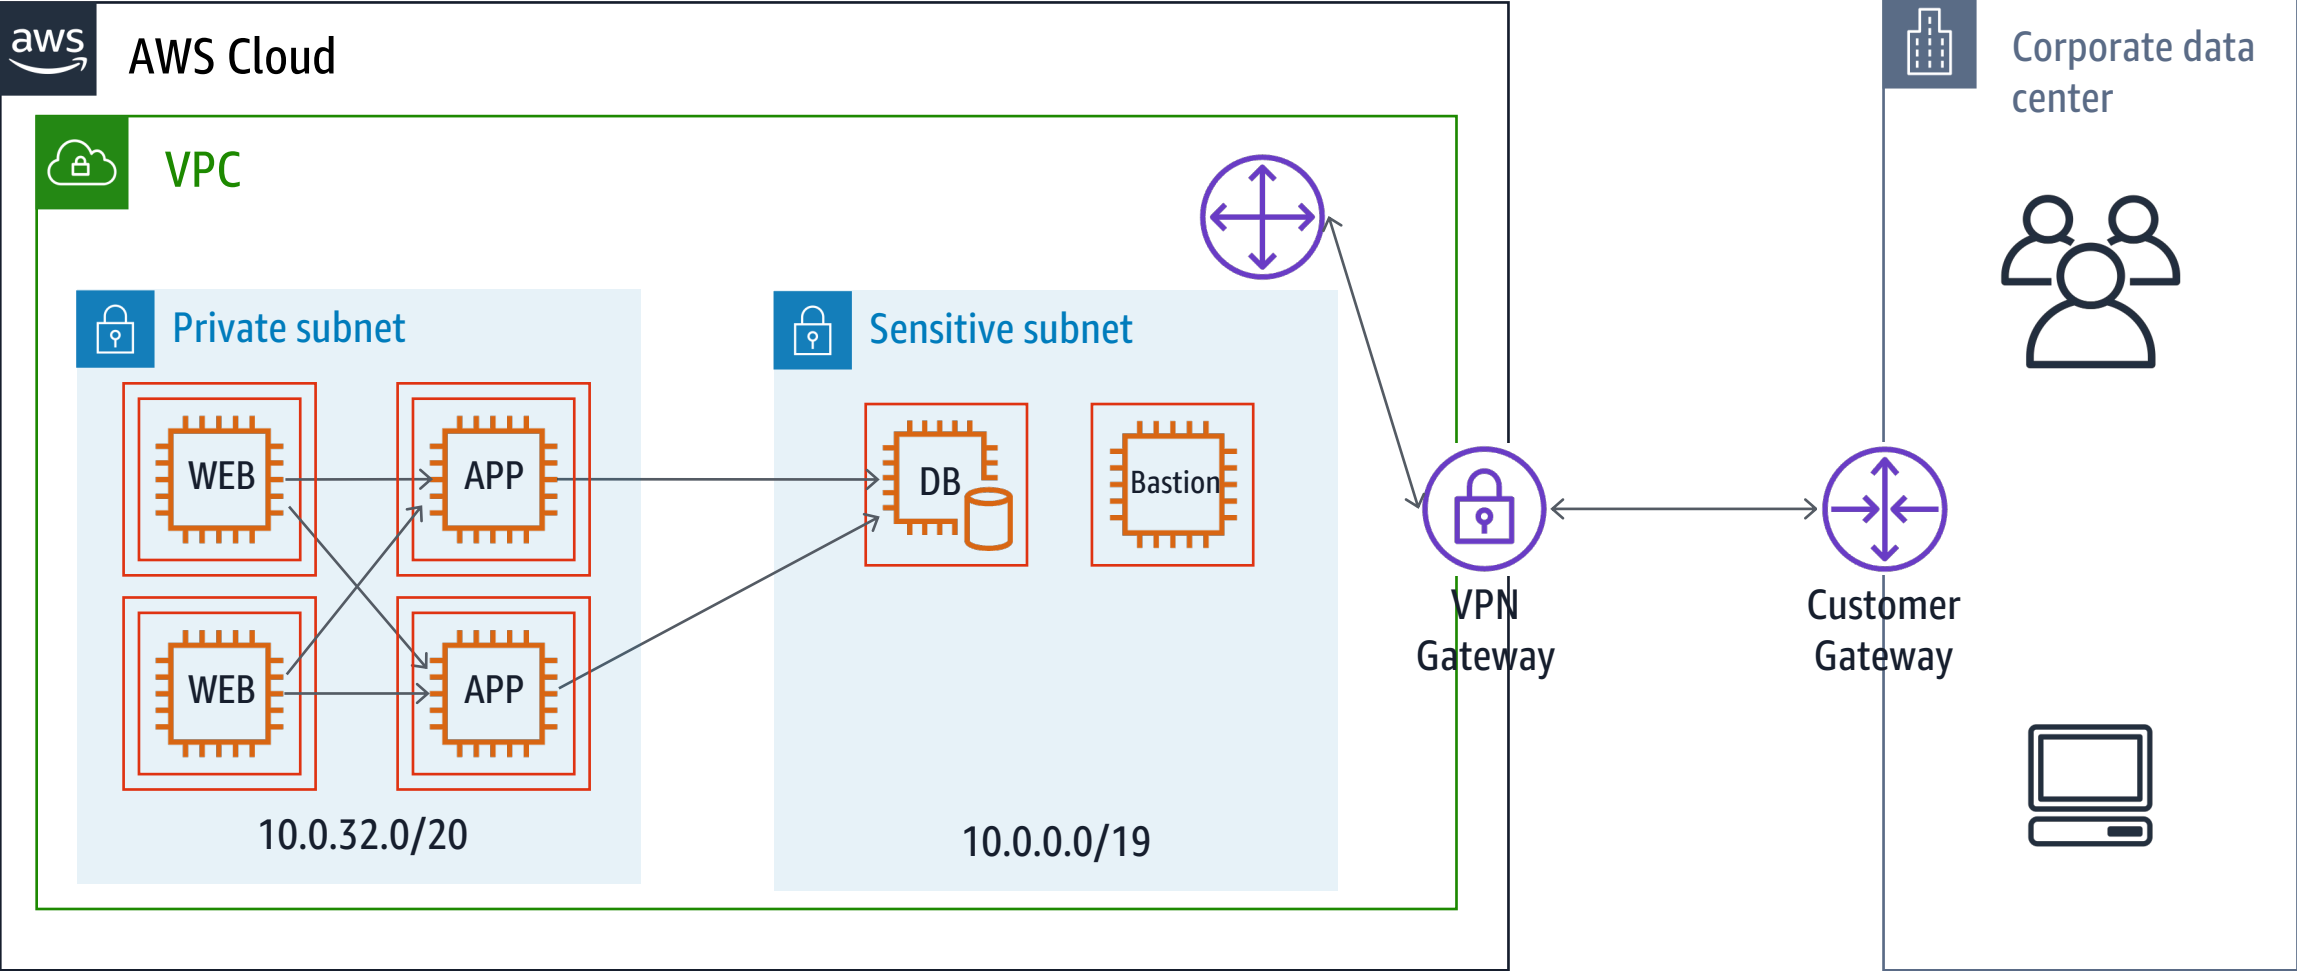 aws
AWS Cloud
Corporate data
center
VPC
Private subnet
Sensitive subnet
WEB
APP
DB
Bastion
VPN
Gateway
Customer
Gateway
WEB
APP
10.0.32.0/20
10.0.0.0/19